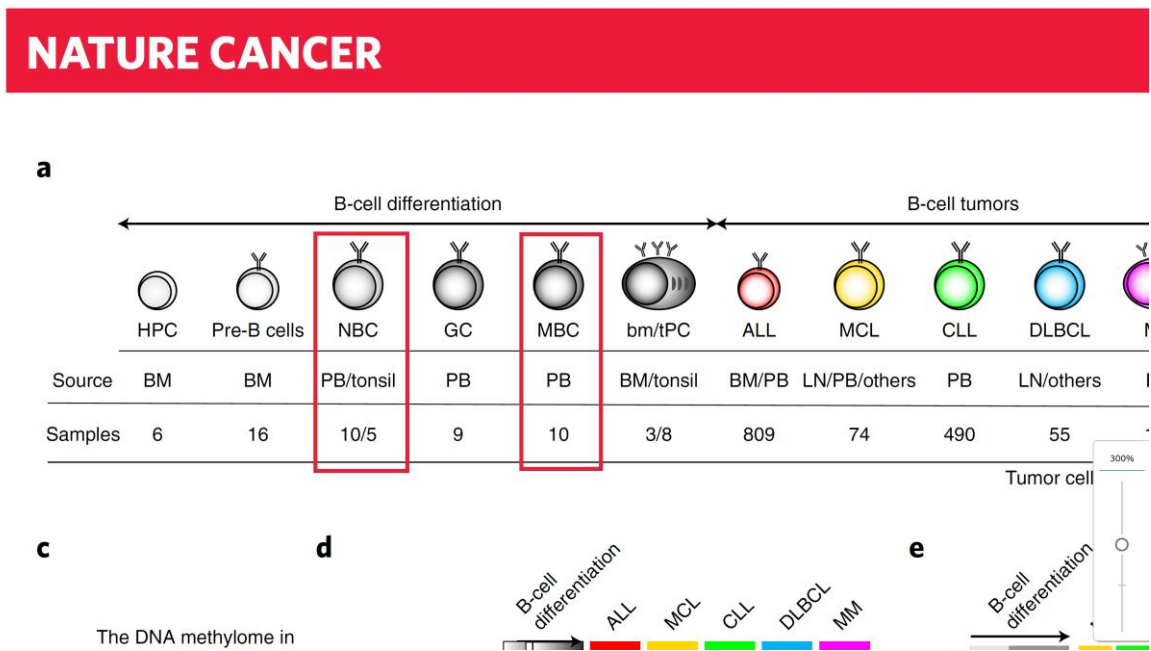 NATURE CANCER
a
B-cell differentiation B-cell tumors
HPC Pre-B cells NBC GC MBC bm/tPC ALL MCL CLL DLBCL
Source BM BM PB/tonsil PB PB BM/tonsil BM/PB LN/PB/others PB LN/others
Samples 6 16 10/5 9 10 3/8 809 74 490 55
300%
Tumor cell
c d e
B-cell
differentiation
ALL MCL CLL DLBCL MM
B-cell
differentiation
The DNA methylome in